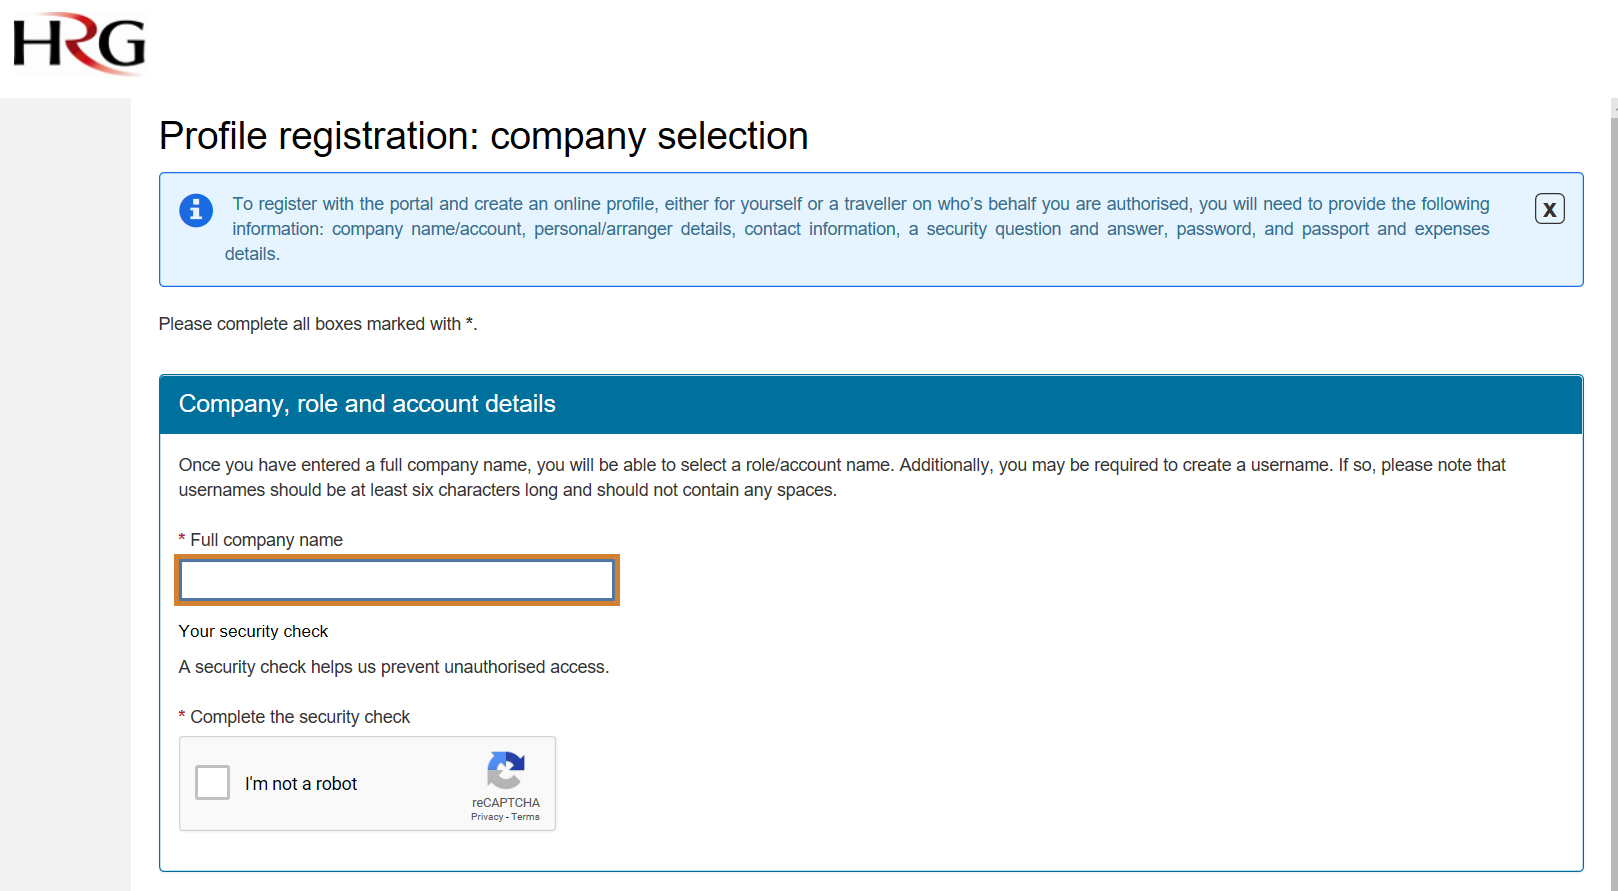 HRG
Profile registration: company selection
To register with the portal and create an online profile, either for yourself or a traveller on who's behalf you are authorised, you will need to provide the following
information: company name/account, personal/arranger details, contact information, a security question and answer, password, and passport and expenses
details.
X
Please complete all boxes marked with *.
Company, role and account details
Once you have entered a full company name, you will be able to select a role/account name. Additionally, you may be required to create a username. If so, please note that
usernames should be at least six characters long and should not contain any spaces.
* Full company name
Your security check
A security check helps us prevent unauthorised access.
* Complete the security check
I'm not a robot
reCAPTCHA
Privacy - Terms